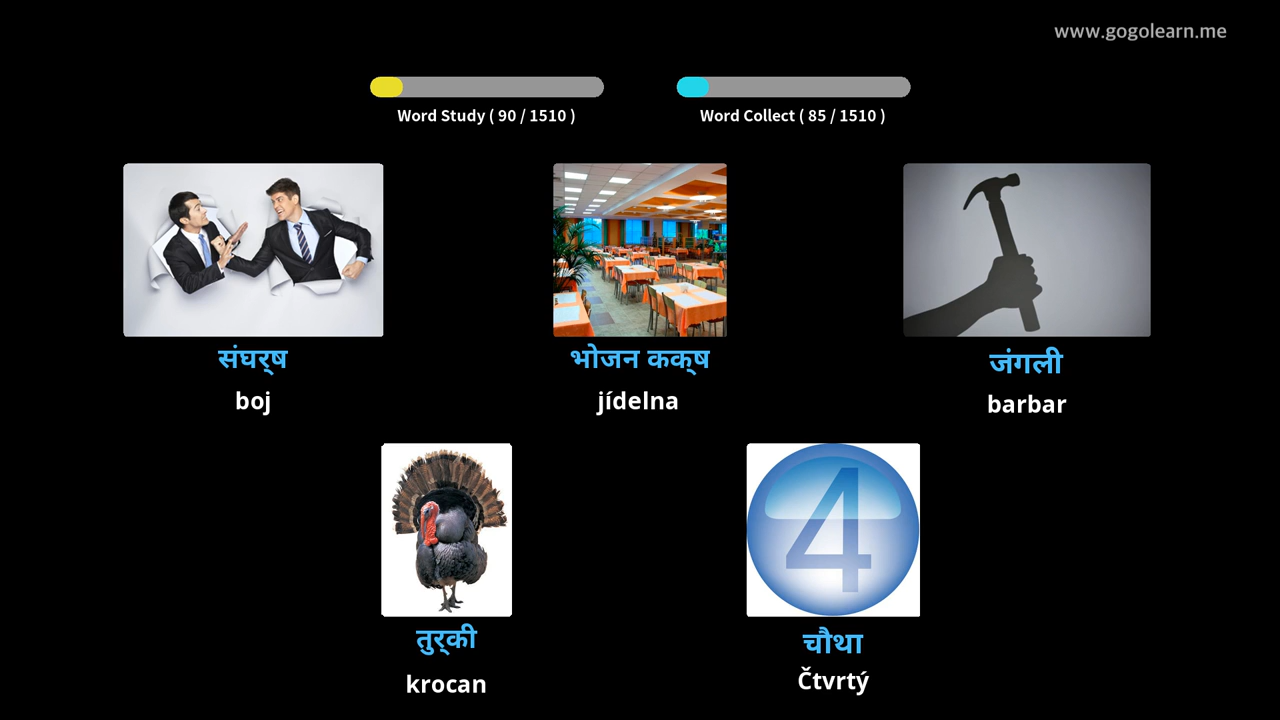 www.gogolearn.me
Word Study ( 90 / 1510 )
Word Collect ( 85 / 1510 )
संघर्ष
भोजन कक्ष
जंगली
boj
jídelna
barbar
4
तुर्की
चौथा
krocan
Čtvrtý